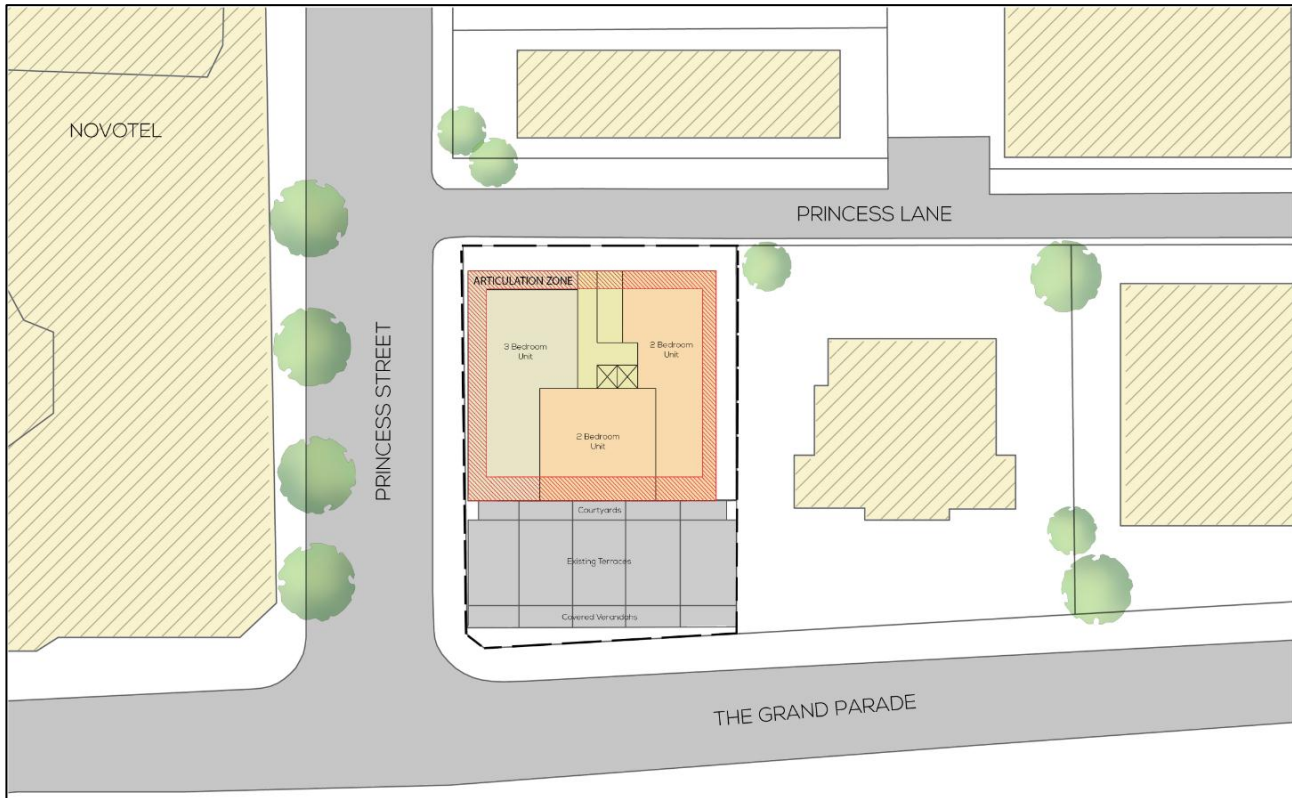 NOVOTEL
PRINCESS STREET
PRINCESS LANE
ARTICULATION ZONE
3 Bedroom
Unit
2 Bedroom
Unit
2 Bedroom
Unit
Courtyards
Existing Terraces
Covered Verandahs
THE GRAND PARADE